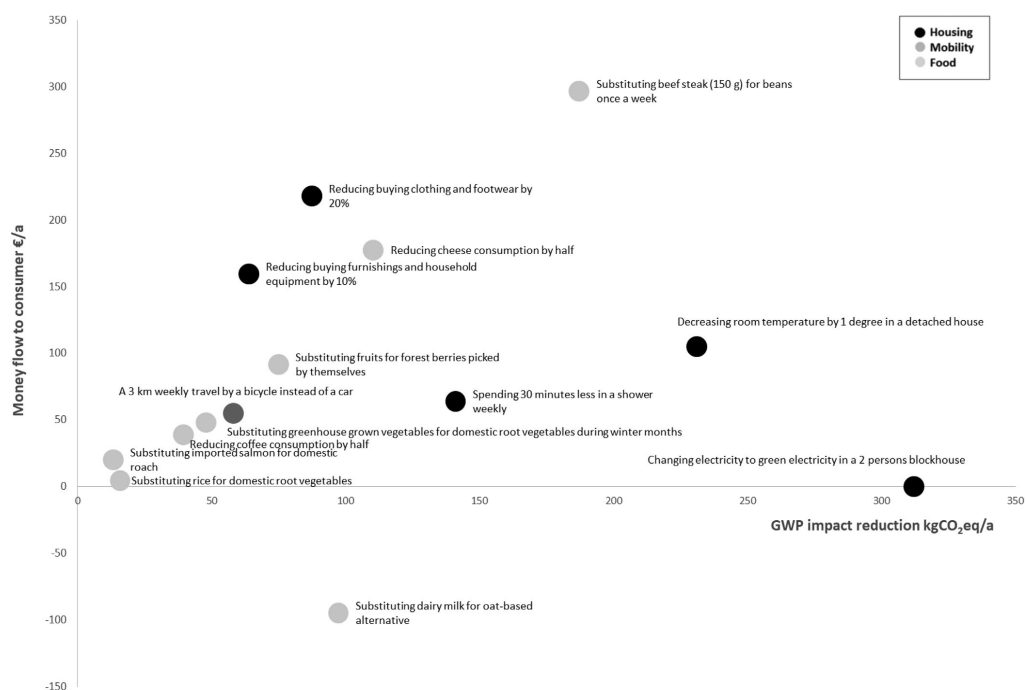 350
Housing
Mobility
Food
300
Substituting beef steak (150 g) for beans
once a week
250
Reducing buying clothing and footwear by
20%
200
Reducing cheese consumption by half
Reducing buying furnishings and household
equipment by 10%
150
Money flow to consumer €/a
Decreasing room temperature by 1 degree in a detached house
100
Substituting fruits for forest berries picked
by themselves
A 3 km weekly travel by a bicycle instead of a car
Spending 30 minutes less in a shower
weekly
50
Substituting greenhouse grown vegetables for domestic root vegetables during winter months
Reducing coffee consumption by half
Substituting imported salmon for domestic
roach
Changing electricity to green electricity in a 2 persons blockhouse
Substituting rice for domestic root vegetables
0
0 50 100 150 200 250 300 350
GWP impact reduction kgCO₂eq/a
-50
Substituting dairy milk for oat-based
alternative
-100
-150